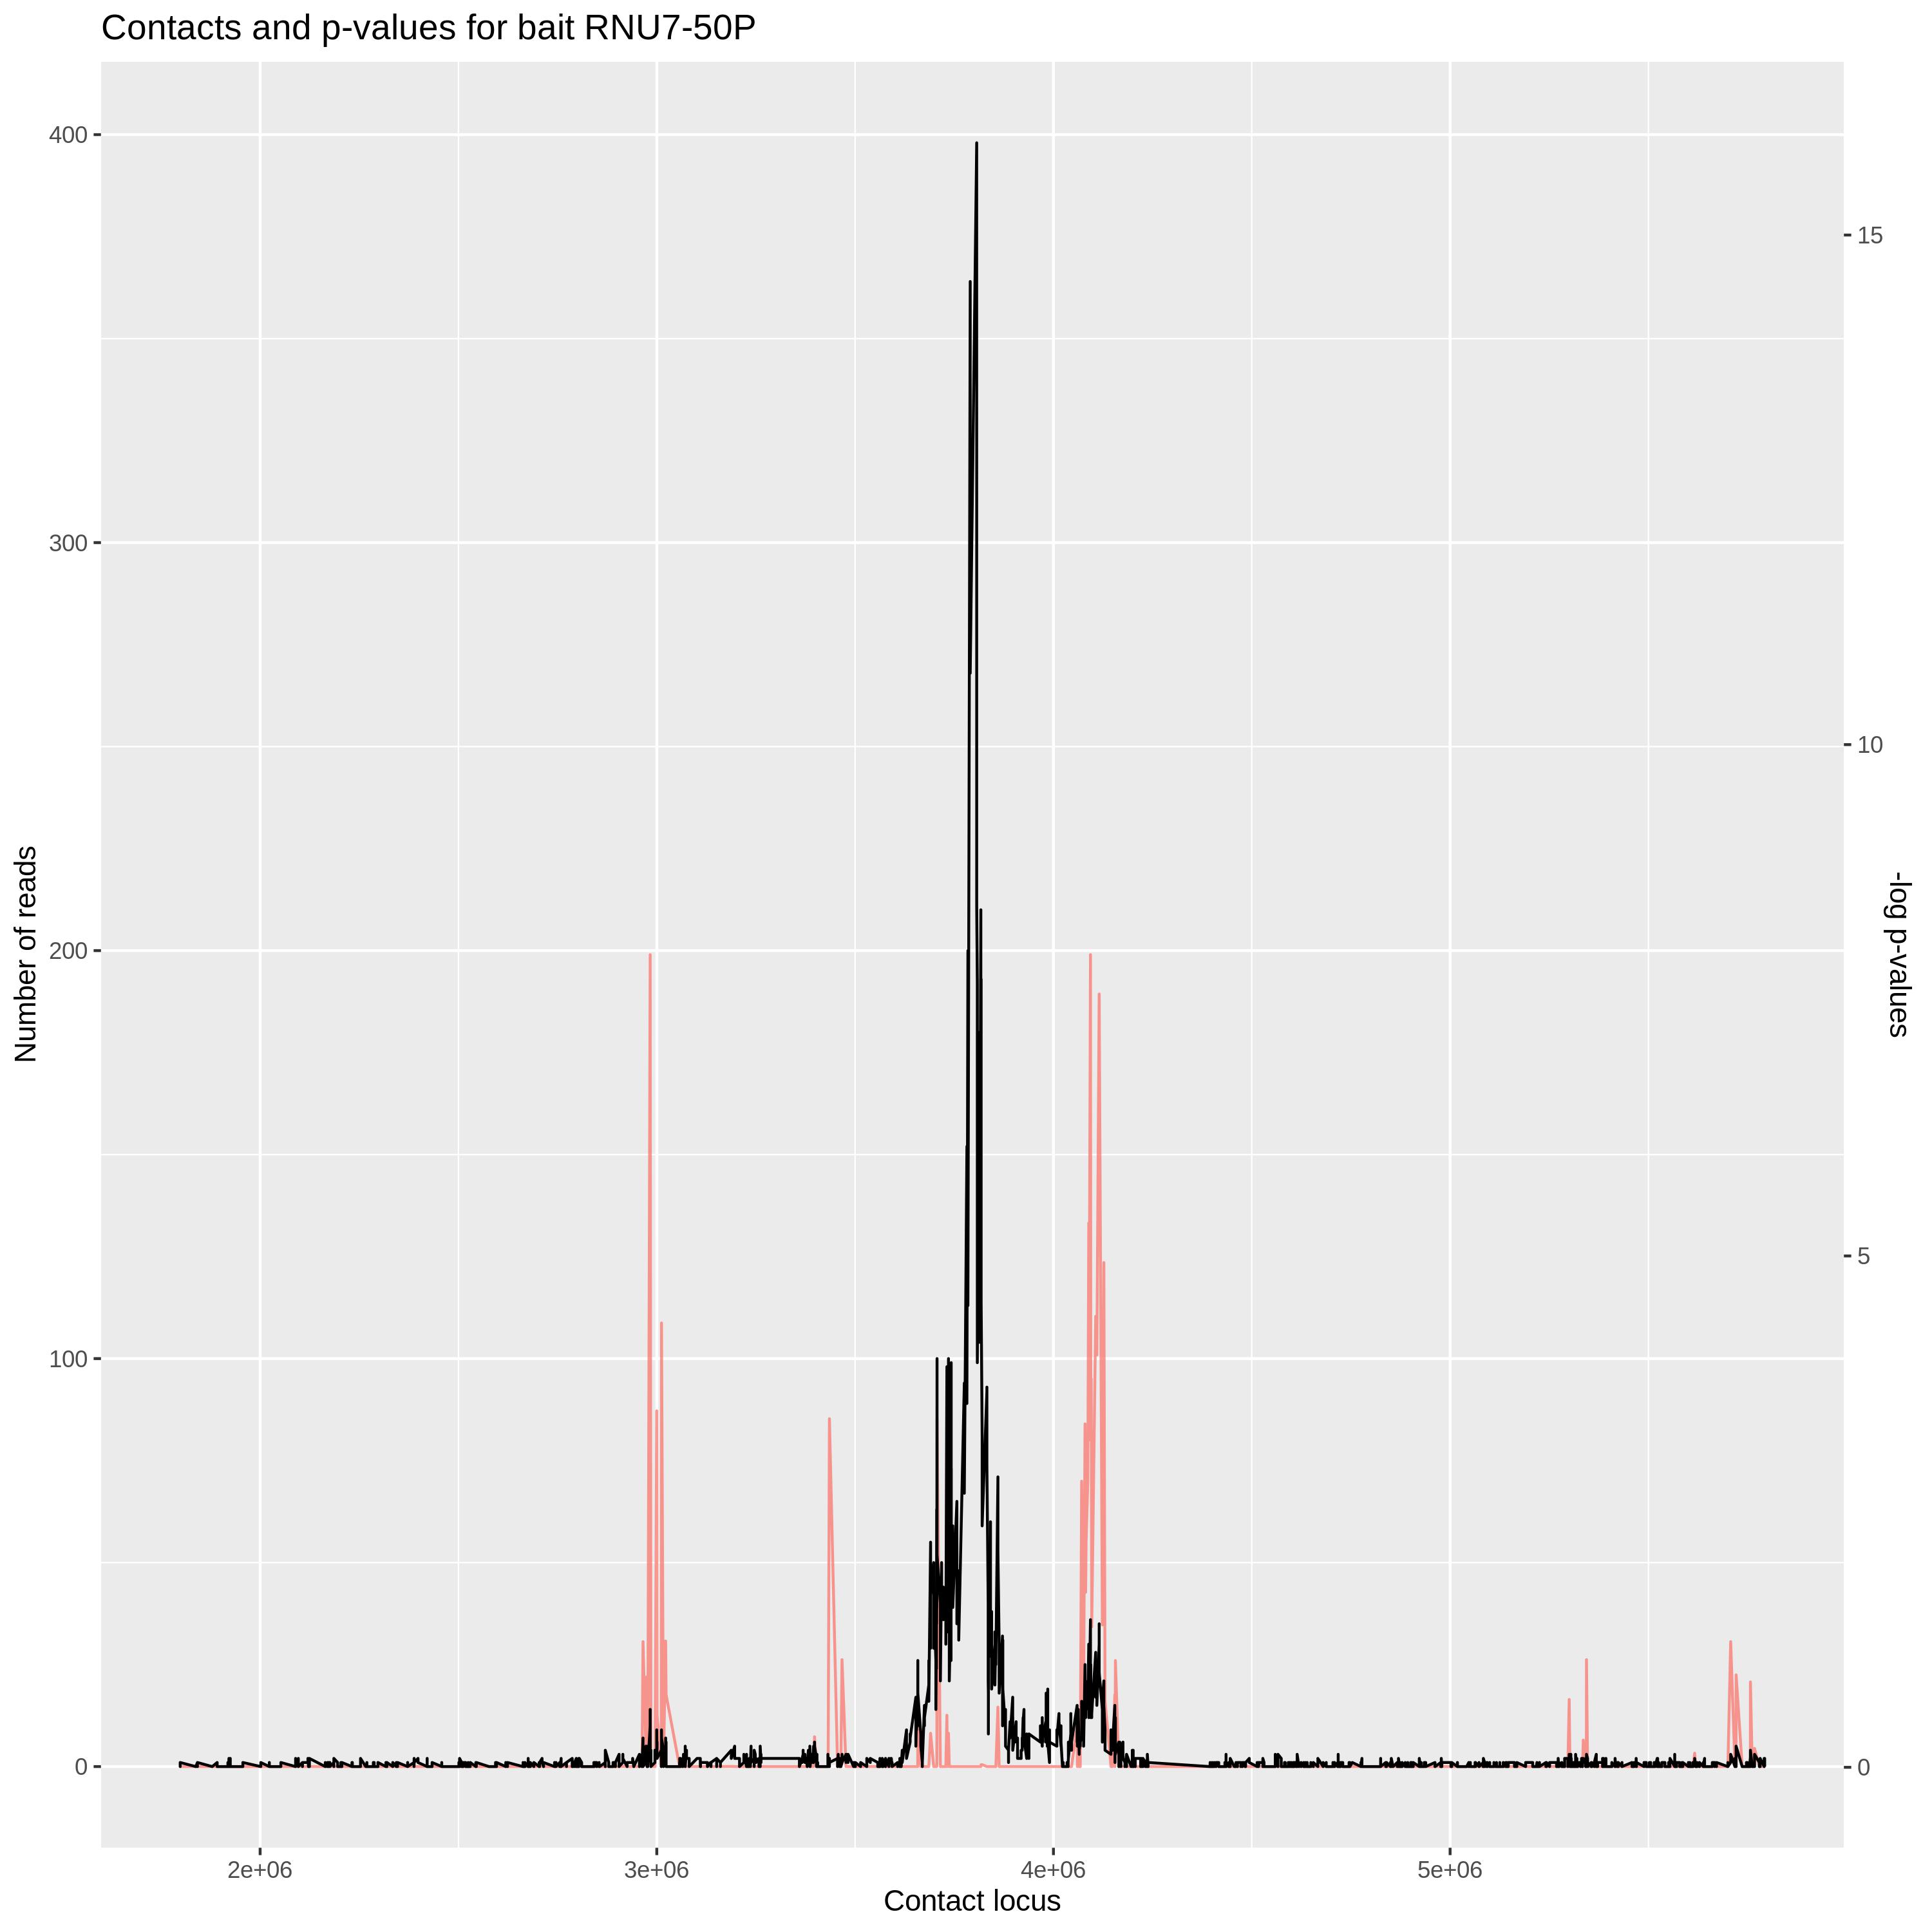 Contacts and p-values for bait RNU7-50P
400
300
200
100
0
Number of reads
15
10
5
0
-log p-values
2e+06
3e+06
4e+06
5e+06
Contact locus